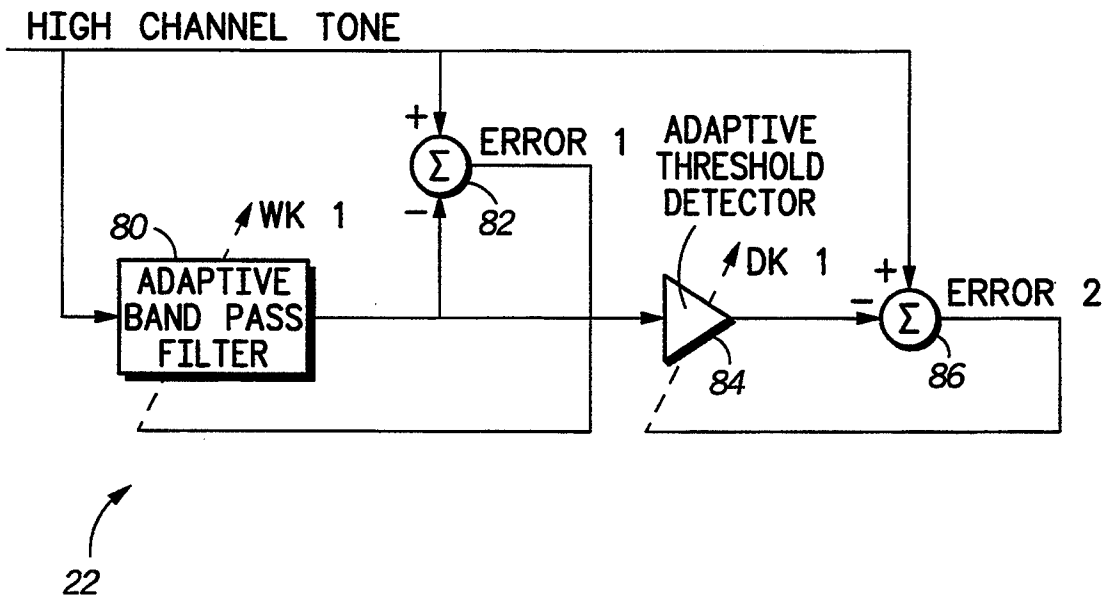 HIGH CHANNEL TONE
+
ERROR 1
Σ
82
−
ADAPTIVE
THRESHOLD
DETECTOR
80
WK 1
ADAPTIVE
BAND PASS
FILTER
DK 1
84
+
−
Σ
ERROR 2
86
22